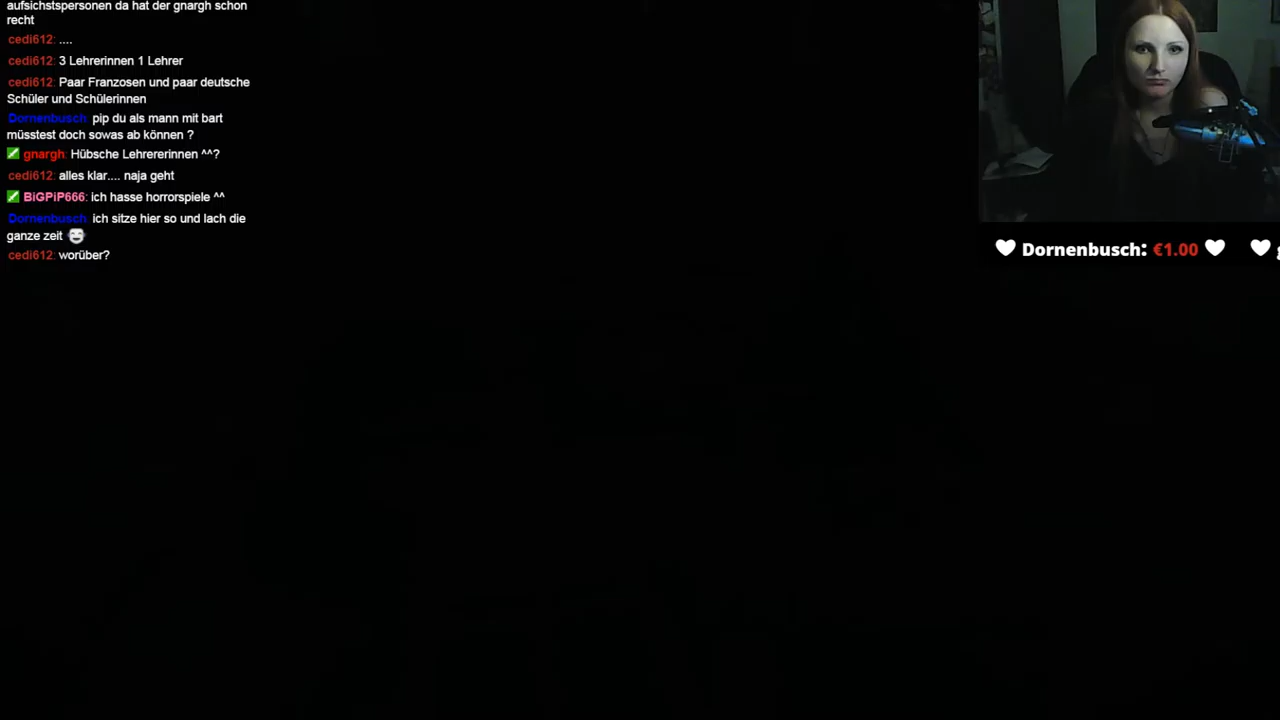 aufsichstspersonen da hat der gnargh schon
recht
cedi612: ....
cedi612: 3 Lehrerinnen 1 Lehrer
cedi612: Paar Franzosen und paar deutsche
Schüler und Schülerinnen
Dornenbusch: pip du als mann mit bart
müsstest doch sowas ab können ?
gnargh: Hübsche Lehrererinnen ^^?
cedi612: alles klar.... naja geht
BiGPiP666: ich hasse horrorspiele ^^
Dornenbusch: ich sitze hier so und lach die
ganze zeit
cedi612: worüber?
Dornenbusch: €1.00